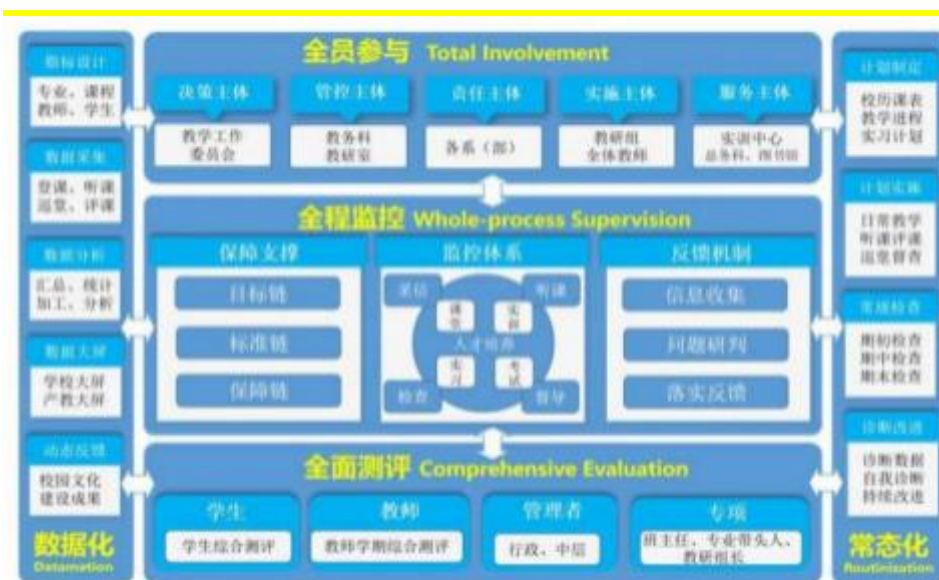 指标设计
专业、课程
教师、学生
数据采集
登课、听课
巡堂、评课
数据分析
汇总、统计
加工、分析
数据大屏
学校大屏
产教大屏
动态反馈
校园文化
建设成果
数据化
Datamation
全员参与 Total Involvement
决策主体
教学工作
委员会
管控主体
教务科
教研室
责任主体
各系（部）
实施主体
教研组
全体教师
服务主体
实训中心
总务科、图书馆
全程监控 Whole-process Supervision
保障支撑
目标链
标准链
保障链
监控体系
听课
课堂
实训
人才培养
实习
考试
检查
督导
反馈机制
信息收集
问题研判
落实反馈
全面测评 Comprehensive Evaluation
学生
学生综合测评
教师
教师学期综合测评
管理者
行政、中层
专项
班主任、专业带头人、
教研组长
计划制定
校历课表
教学进程
实习计划
计划实施
日常教学
听课评课
巡堂督查
常规检查
期初检查
期中检查
期末检查
诊断改进
诊断数据
自我诊断
持续改进
常态化
Routinization